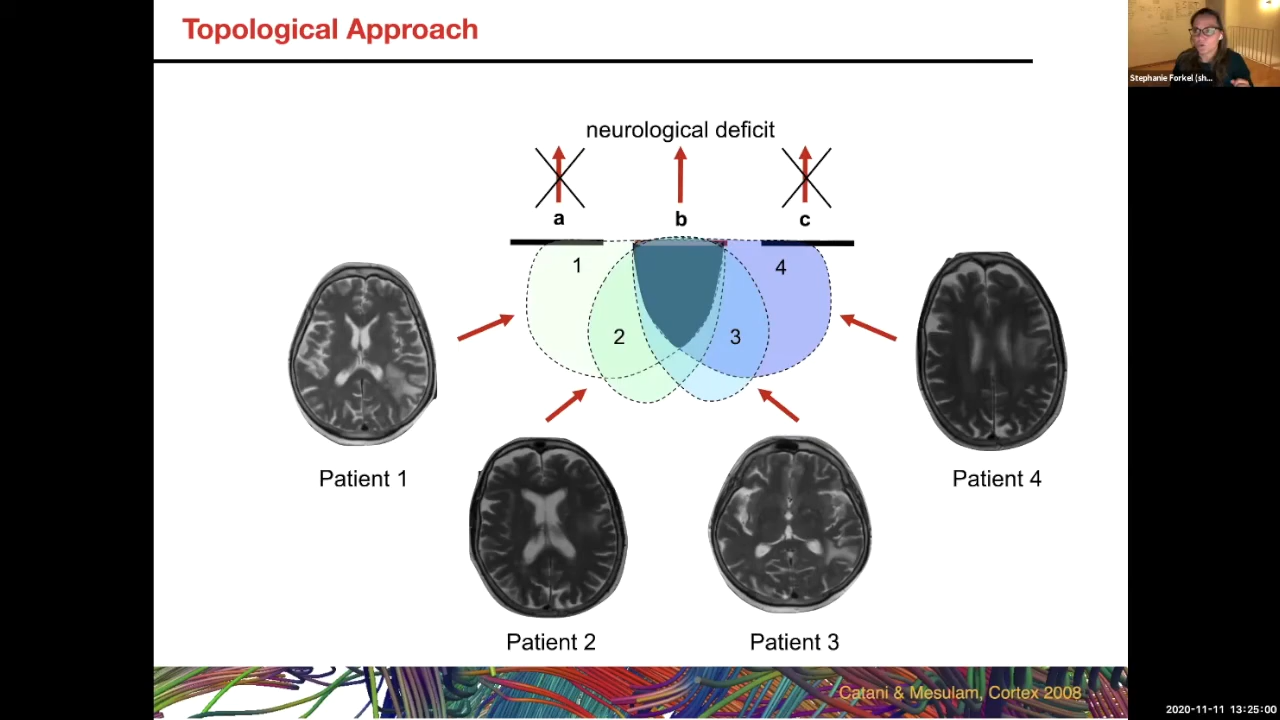 Topological Approach
Stephanie Forkel (sh...
neurological deficit
a b c
1 4
2 3
Patient 1
Patient 4
Patient 2
Patient 3
Catani & Mesulam, Cortex 2008
2020-11-11 13:25:00